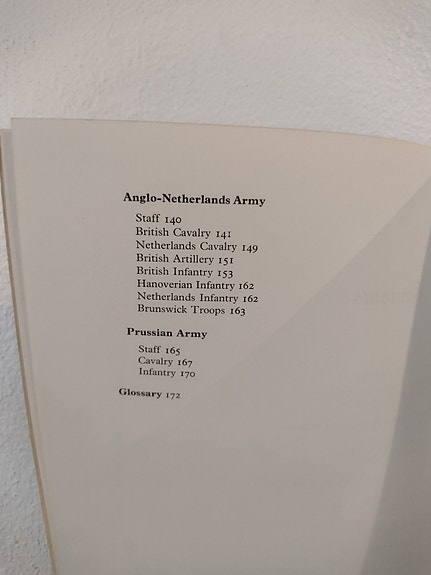 Anglo-Netherlands Army
Staff 140
British Cavalry 141
Netherlands Cavalry 149
British Artillery 151
British Infantry 153
Hanoverian Infantry 162
Netherlands Infantry 162
Brunswick Troops 163
Prussian Army
Staff 165
Cavalry 167
Infantry 170
Glossary 172